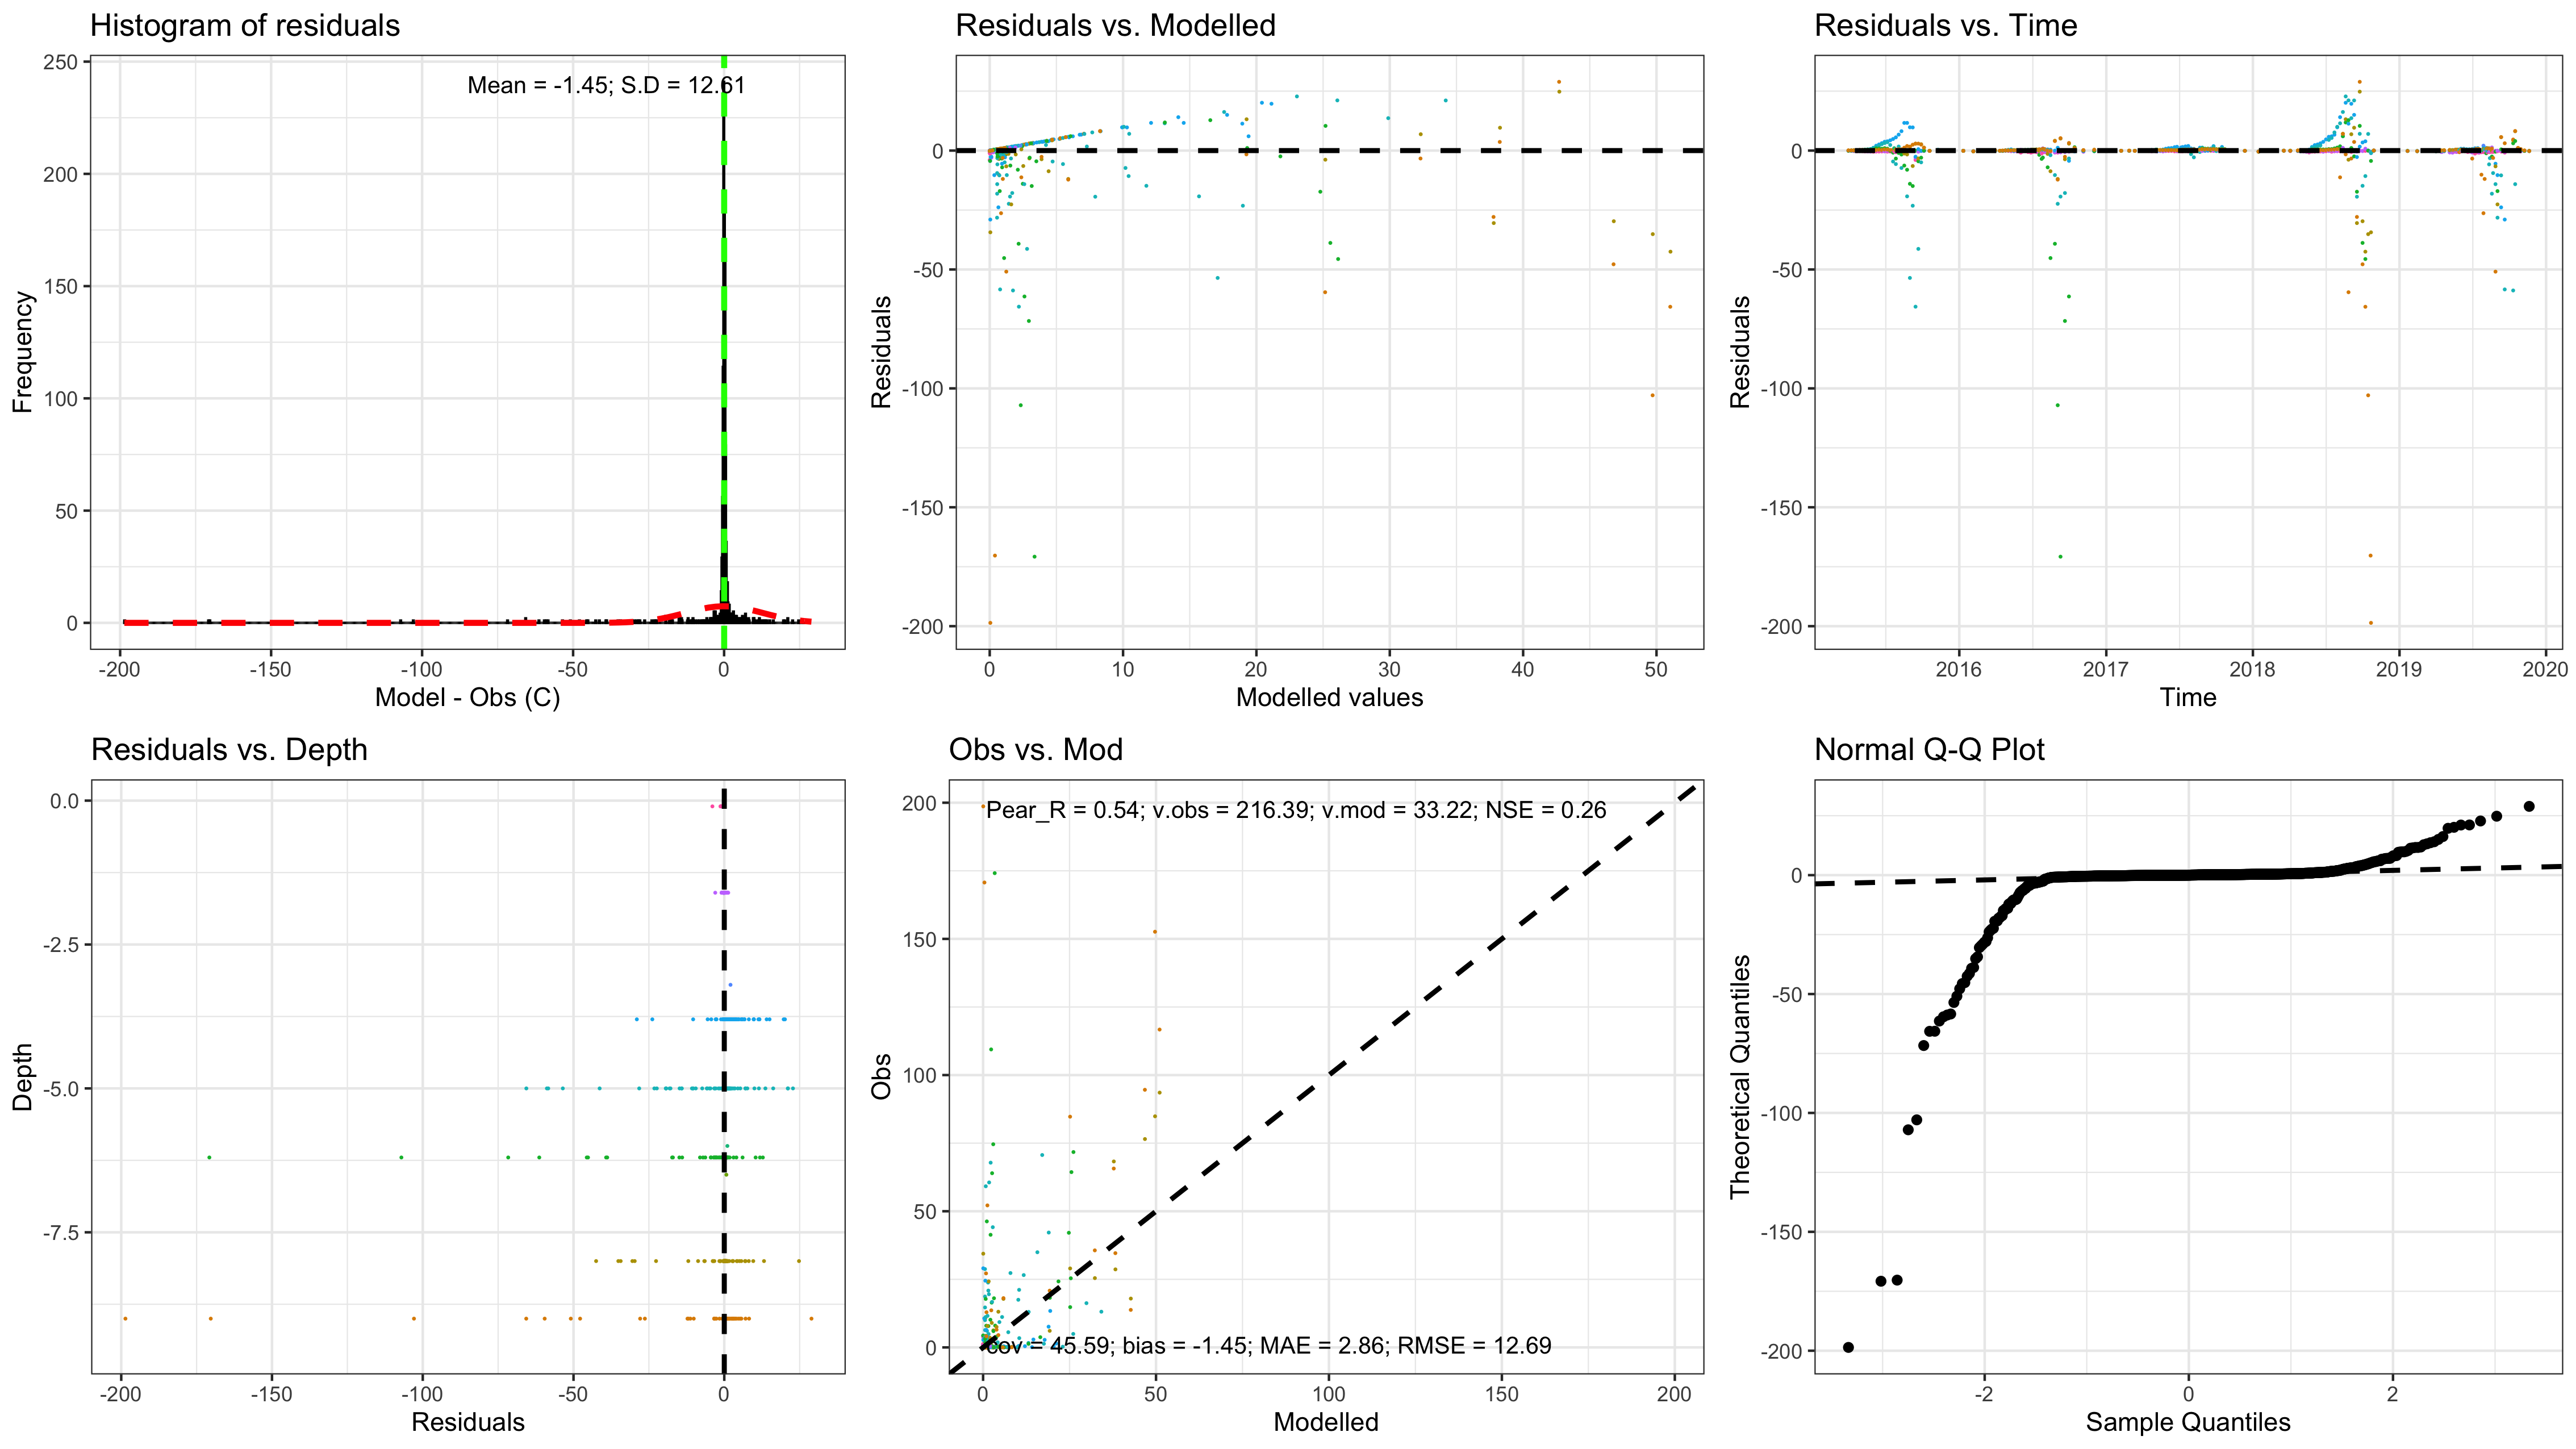 Histogram of residuals
250
200
150
100
50
0
Frequency
Mean = -1.45; S.D = 12.61
-200 -150 -100 -50 0
Model - Obs (C)
Residuals vs. Modelled
0
-50
-100
-150
-200
Residuals
0 10 20 30 40 50
Modelled values
Residuals vs. Time
0
-50
-100
-150
-200
Residuals
2016 2017 2018 2019 2020
Time
Residuals vs. Depth
0.0
-2.5
-5.0
-7.5
Depth
-200 -150 -100 -50 0
Residuals
Obs vs. Mod
200
150
100
50
0
Obs
Pear_R = 0.54; v.obs = 216.39; v.mod = 33.22; NSE = 0.26
cov = 45.59; bias = -1.45; MAE = 2.86; RMSE = 12.69
0 50 100 150 200
Modelled
Normal Q-Q Plot
0
-50
-100
-150
-200
Theoretical Quantiles
-2 0 2
Sample Quantiles